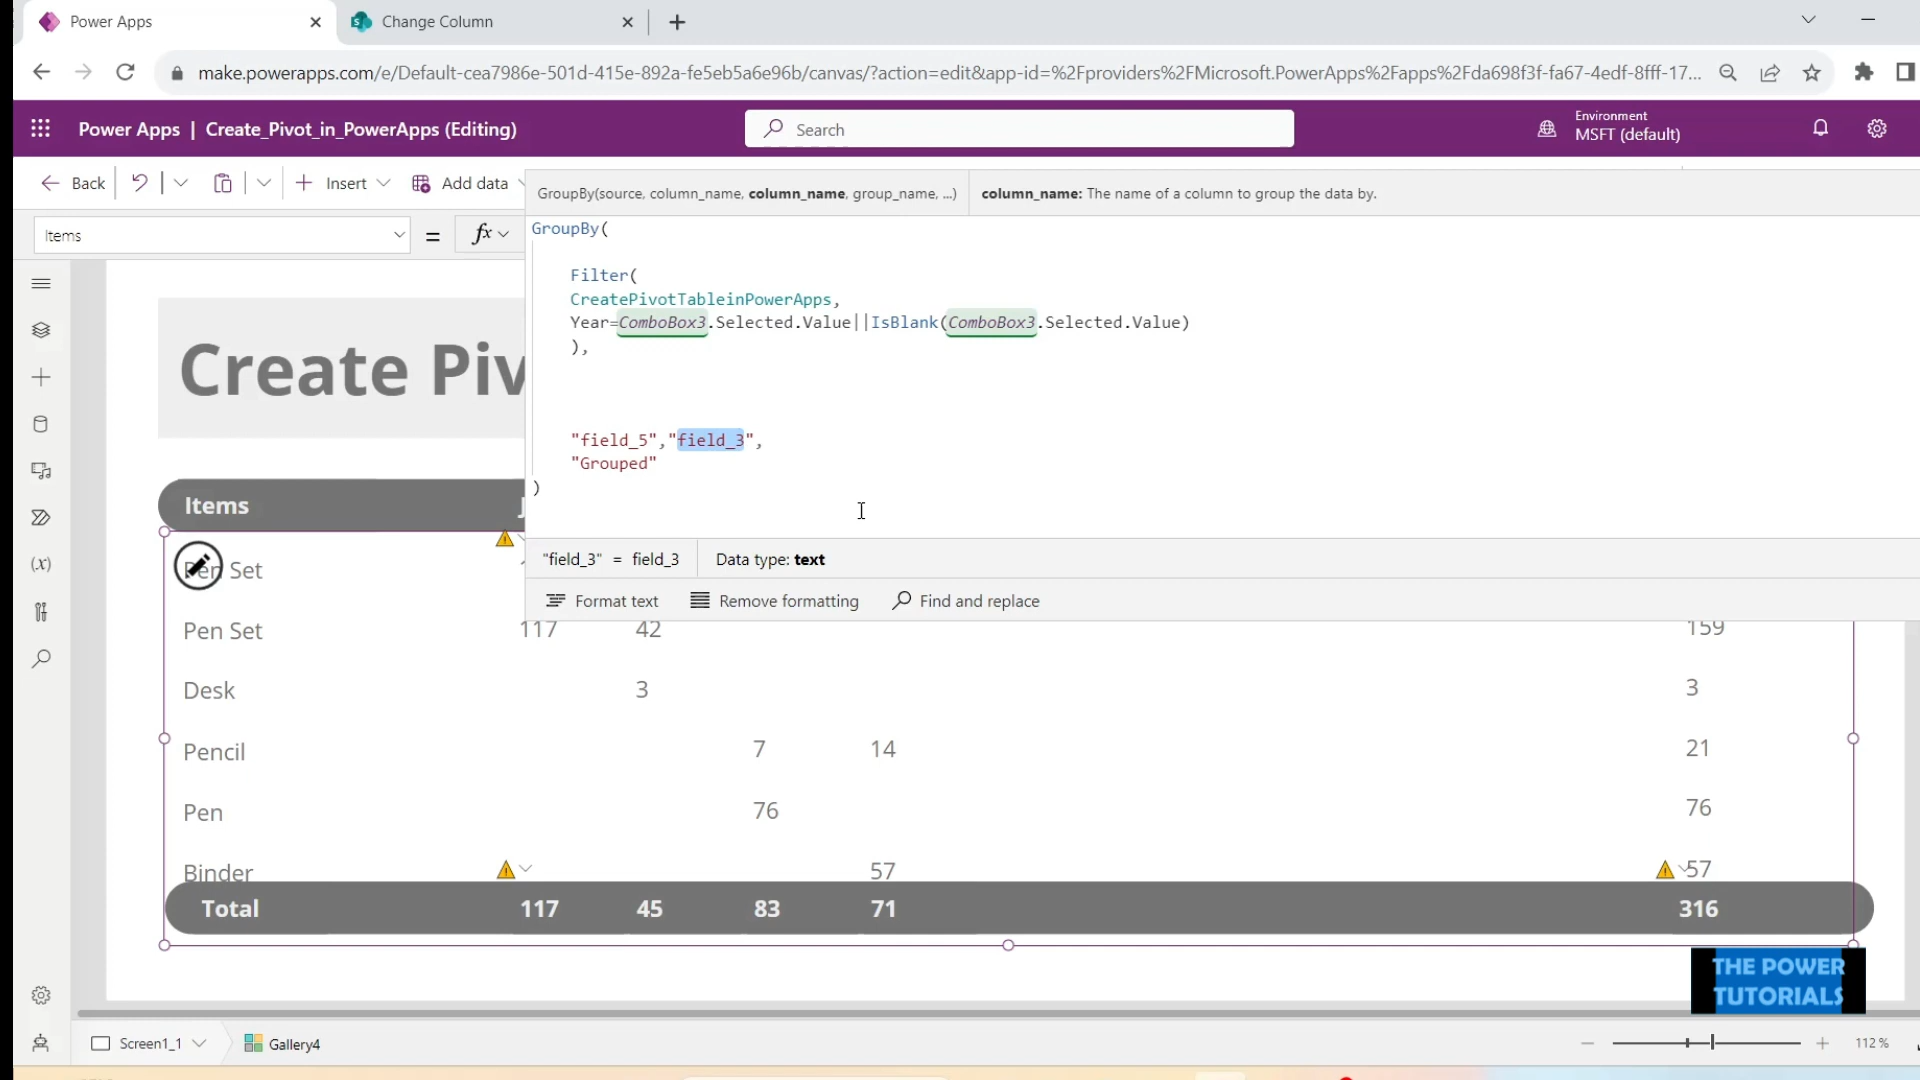 Power Apps
Change Column
make.powerapps.com/e/Default-cea7986e-501d-415e-892a-fe5eb5a6e96b/canvas/?action=edit&app-id=%2Fproviders%2FMicrosoft.PowerApps%2Fapps%2Fda698f3f-fa67-4edf-8fff-17...
Power Apps | Create_Pivot_in_PowerApps (Editing)
Search
Environment
MSFT (default)
Back
Insert
Add data
GroupBy(source, column_name, column_name, group_name, ...)
column_name: The name of a column to group the data by.
Items
=
fx
GroupBy(
Filter(
CreatePivotTableinPowerApps,
Year=ComboBox3.Selected.Value||IsBlank(ComboBox3.Selected.Value)
),
"field_5","field_3",
"Grouped"
)
"field_3" = field_3
Data type: text
Format text
Remove formatting
Find and replace
Create Piv
Items
Pen Set
Pen Set 117 42 159
Desk 3 3
Pencil 7 14 21
Pen 76 76
Binder 57 57
Total 117 45 83 71 316
THE POWER
TUTORIALS
Screen1_1
Gallery4
112 %